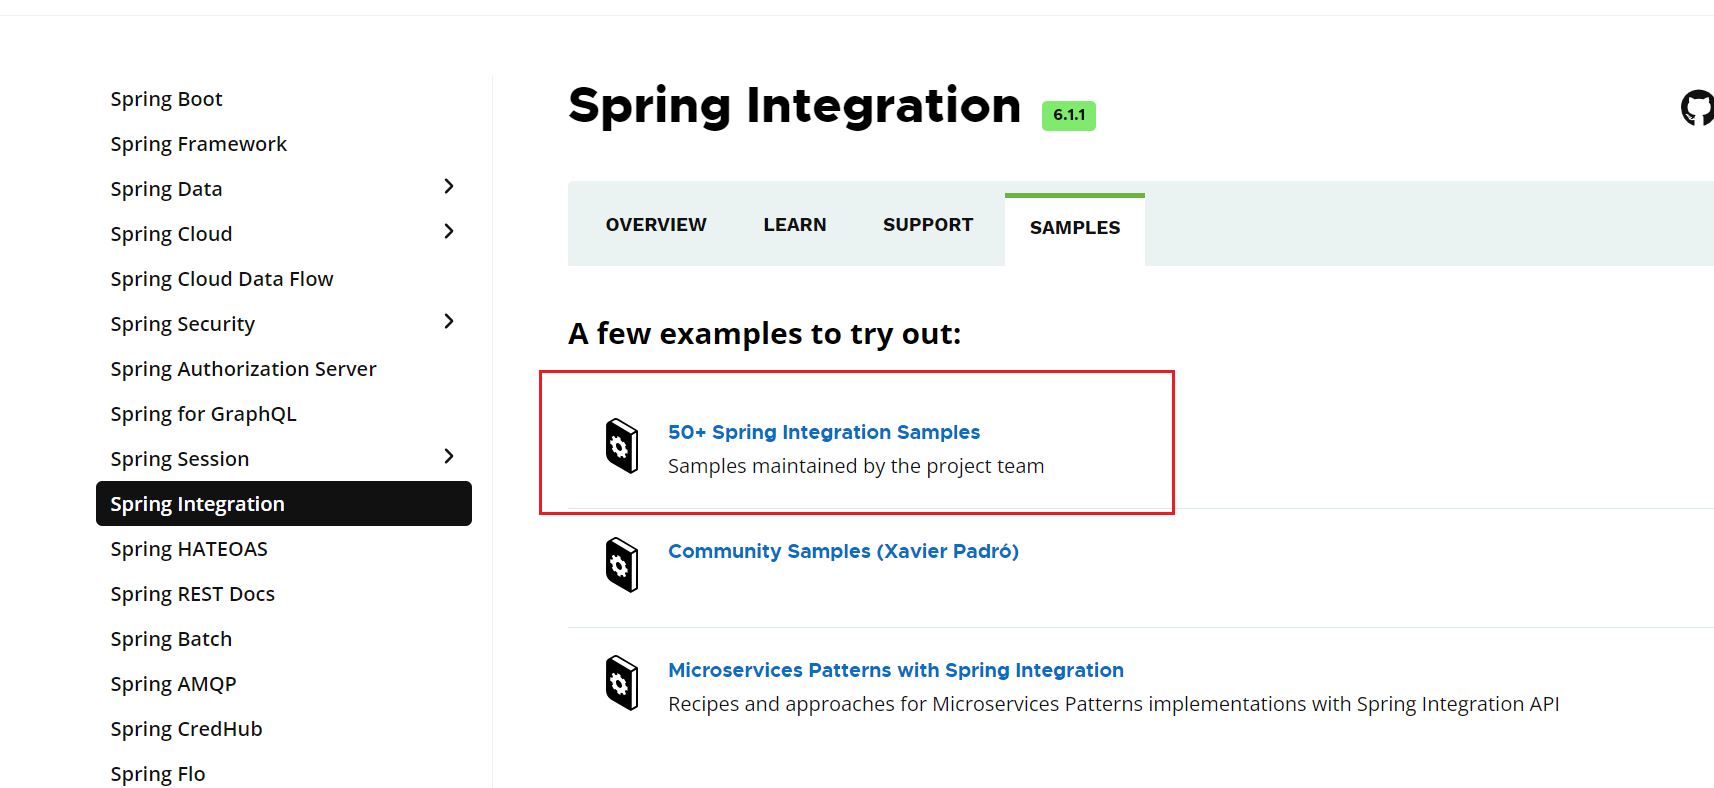 Spring Boot
Spring Framework
Spring Data
Spring Cloud
Spring Cloud Data Flow
Spring Security
Spring Authorization Server
Spring for GraphQL
Spring Session
Spring Integration
Spring HATEOAS
Spring REST Docs
Spring Batch
Spring AMQP
Spring CredHub
Spring Flo
Spring Integration 6.1.1
OVERVIEW LEARN SUPPORT SAMPLES
A few examples to try out:
50+ Spring Integration Samples
Samples maintained by the project team
Community Samples (Xavier Padró)
Microservices Patterns with Spring Integration
Recipes and approaches for Microservices Patterns implementations with Spring Integration API